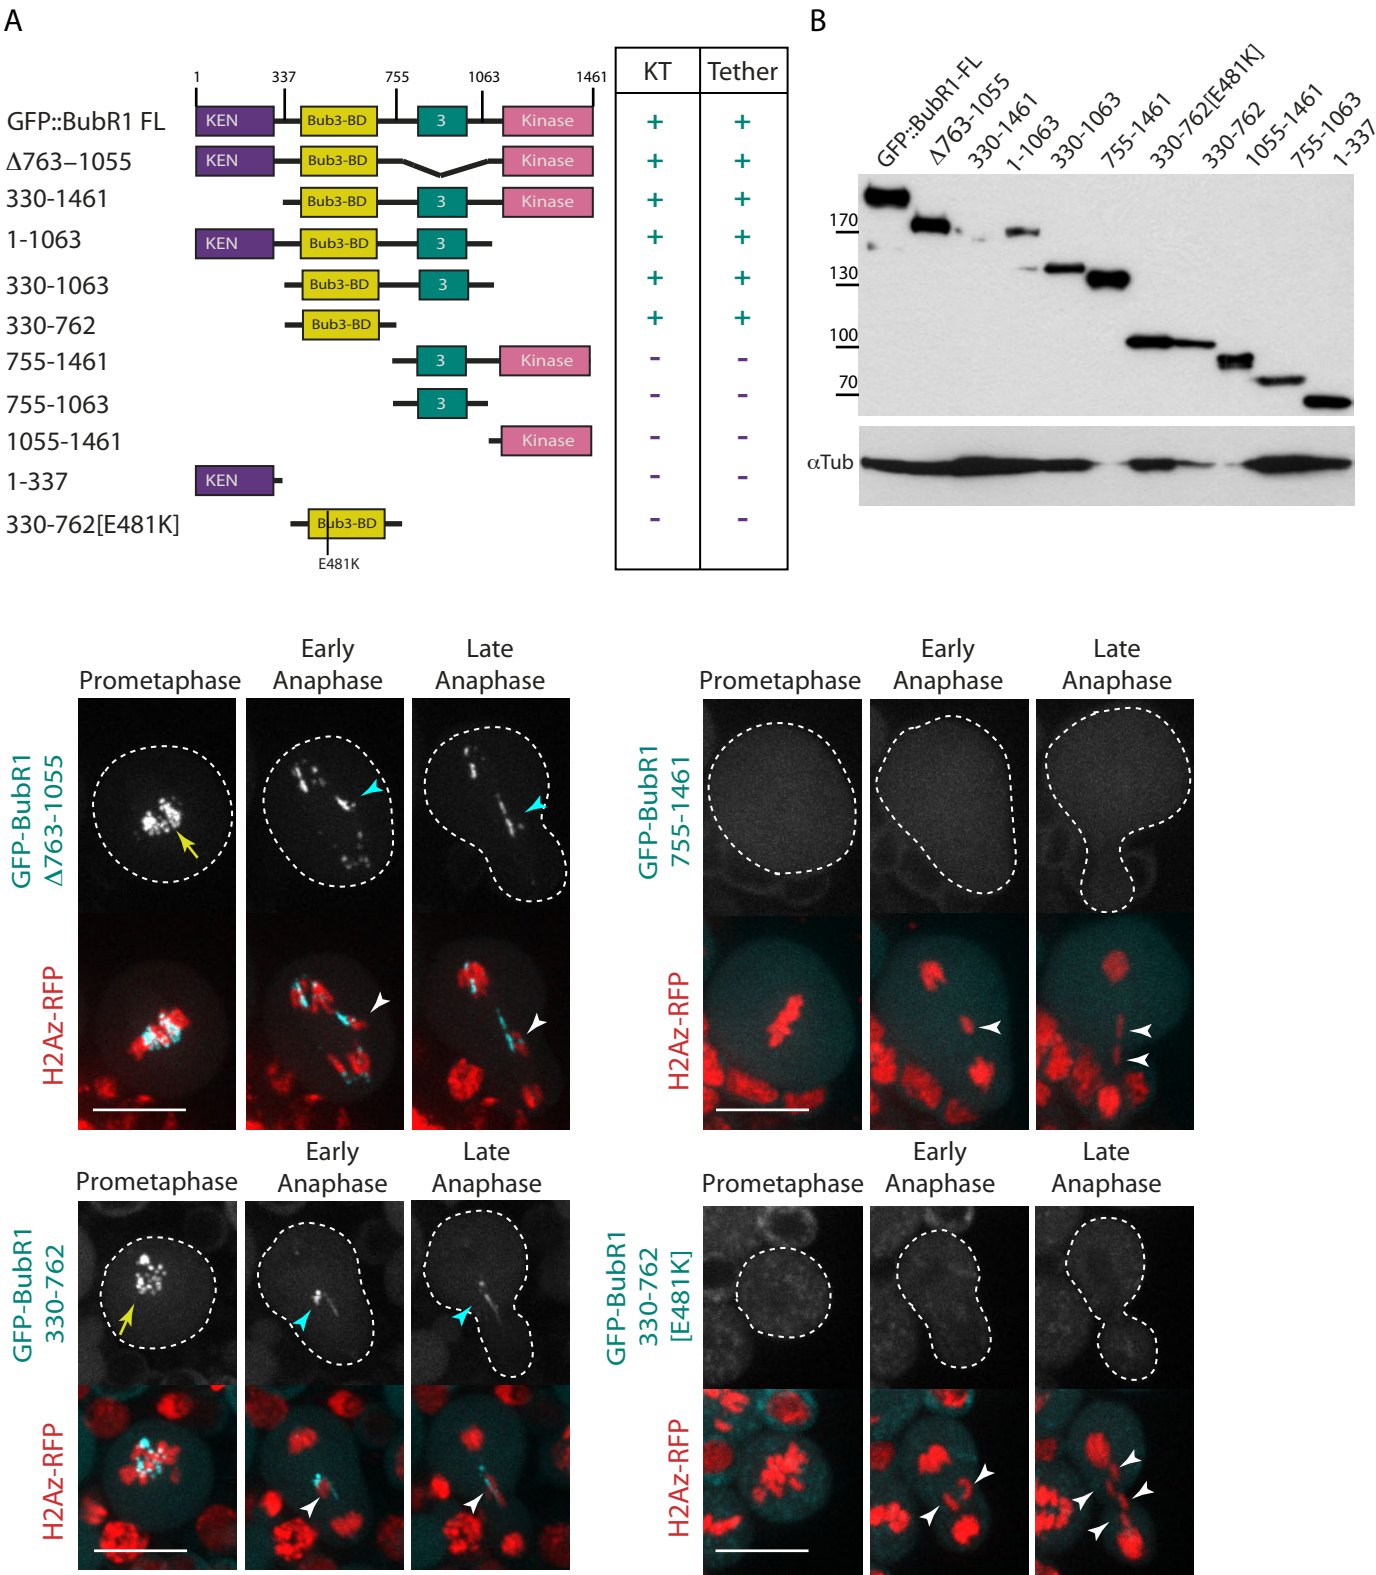 A
KT Tether
1 337 755 1063 1461
GFP::BubR1 FL KEN Bub3-BD 3 Kinase + +
Δ763–1055 KEN Bub3-BD Kinase + +
330-1461 Bub3-BD 3 Kinase + +
1-1063 KEN Bub3-BD 3 + +
330-1063 Bub3-BD 3 + +
330-762 Bub3-BD + +
755-1461 3 Kinase - -
755-1063 3 - -
1055-1461 Kinase - -
1-337 KEN - -
330-762[E481K] Bub3-BD - -
E481K
B
GFP::BubR1-FL
Δ763-1055
330-1461
1-1063
330-1063
755-1461
330-762[E481K]
330-762
1055-1461
755-1063
1-337
170
130
100
70
αTub
Prometaphase
Early
Anaphase
Late
Anaphase
GFP-BubR1
Δ763-1055
H2Az-RFP
Prometaphase
Early
Anaphase
Late
Anaphase
GFP-BubR1
755-1461
H2Az-RFP
Prometaphase
Early
Anaphase
Late
Anaphase
GFP-BubR1
330-762
H2Az-RFP
Prometaphase
Early
Anaphase
Late
Anaphase
GFP-BubR1
330-762
[E481K]
H2Az-RFP